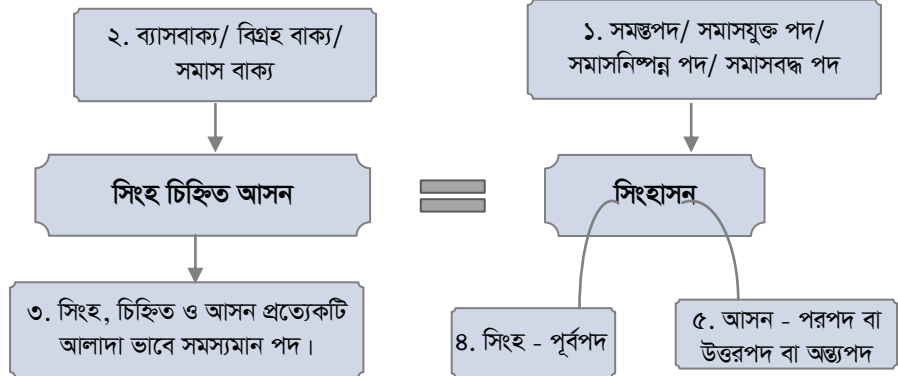 ২. ব্যাসবাক্য/ বিগ্রহ বাক্য/
সমাস বাক্য
১. সমস্তপদ/ সমাসযুক্ত পদ/
সমাসনিষ্পন্ন পদ/ সমাসবদ্ধ পদ
সিংহ চিহ্নিত আসন
সিংহাসন
৩. সিংহ, চিহ্নিত ও আসন প্রত্যেকটি
আলাদা ভাবে সমস্যমান পদ।
৪. সিংহ - পূর্বপদ
৫. আসন - পরপদ বা
উত্তরপদ বা অন্ত্যপদ